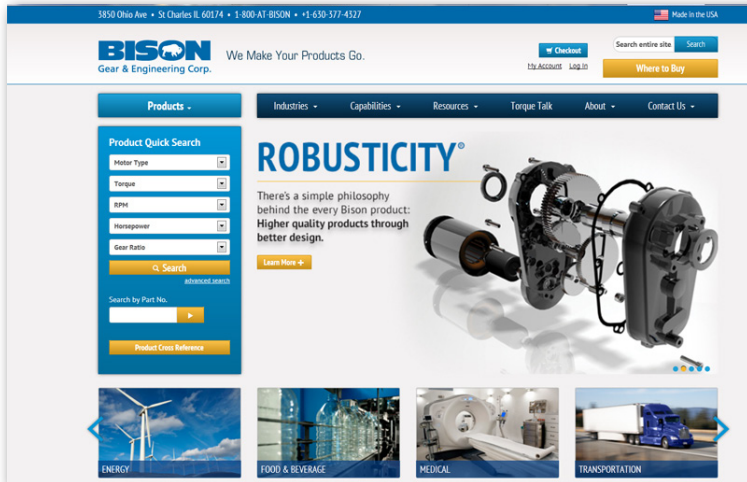 3850 Ohio Ave • St Charles IL 60174 • 1-800-AT-BISON • +1-630-377-4327
Made in the USA
BISON
Gear & Engineering Corp.
We Make Your Products Go.
Checkout
My Account Log In
Search entire site Search
Where to Buy
Products
Industries Capabilities Resources Torque Talk About Contact Us
Product Quick Search
Motor Type
Torque
RPM
Horsepower
Gear Ratio
Search
advanced search
Search by Part No.
Product Cross Reference
ROBUSTICITY®
There's a simple philosophy
behind the every Bison product:
Higher quality products through
better design.
Learn More +
ENERGY
FOOD & BEVERAGE
MEDICAL
TRANSPORTATION